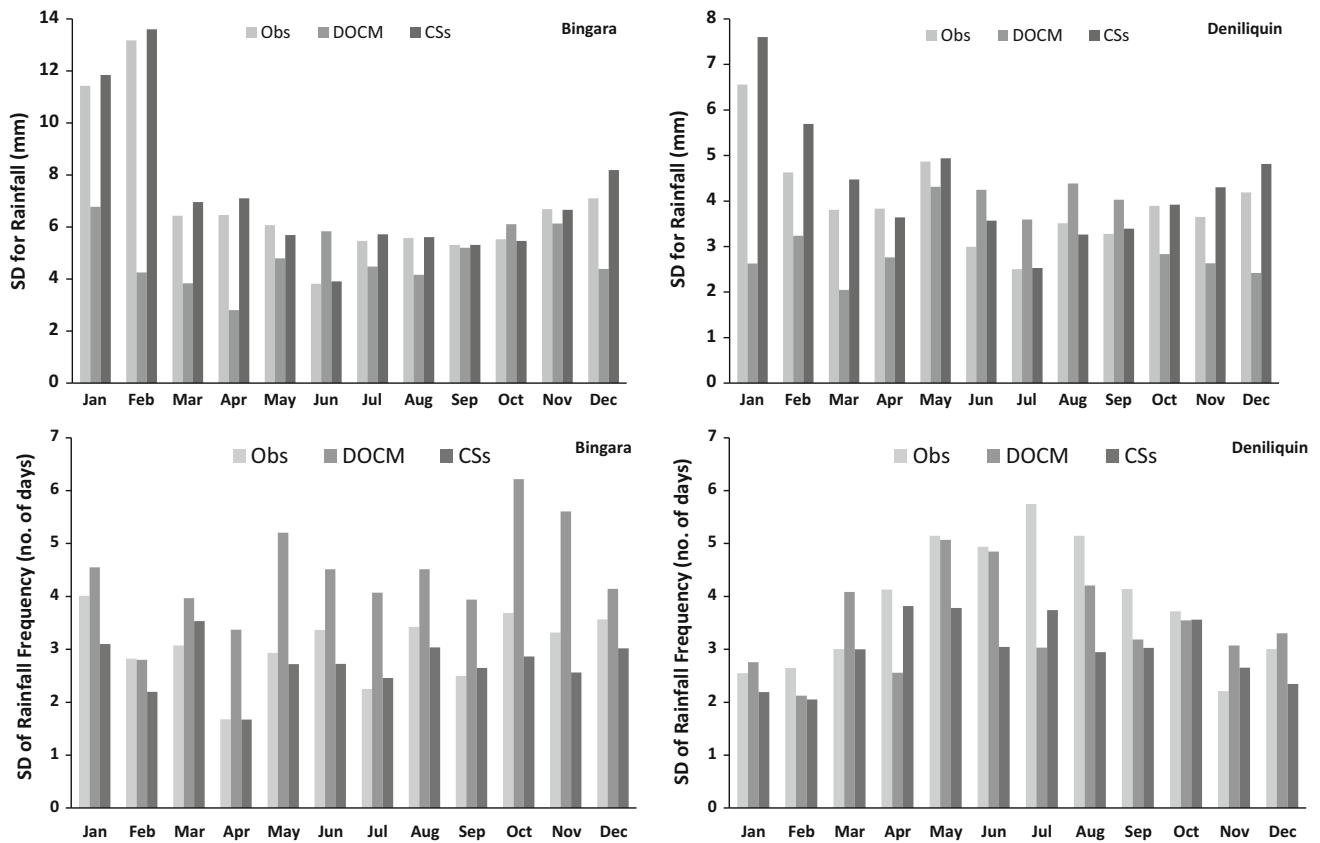 SD for Rainfall (mm)
14
12
10
8
6
4
2
0
Obs DOCM CSs
Bingara
Jan Feb Mar Apr May Jun Jul Aug Sep Oct Nov Dec
SD for Rainfall (mm)
8
7
6
5
4
3
2
1
0
Obs DOCM CSs
Deniliquin
Jan Feb Mar Apr May Jun Jul Aug Sep Oct Nov Dec
SD of Rainfall Frequency (no. of days)
7
6
5
4
3
2
1
0
Obs DOCM CSs
Bingara
Jan Feb Mar Apr May Jun Jul Aug Sep Oct Nov Dec
SD of Rainfall Frequency (no. of days)
7
6
5
4
3
2
1
0
Obs DOCM CSs
Deniliquin
Jan Feb Mar Apr May Jun Jul Aug Sep Oct Nov Dec